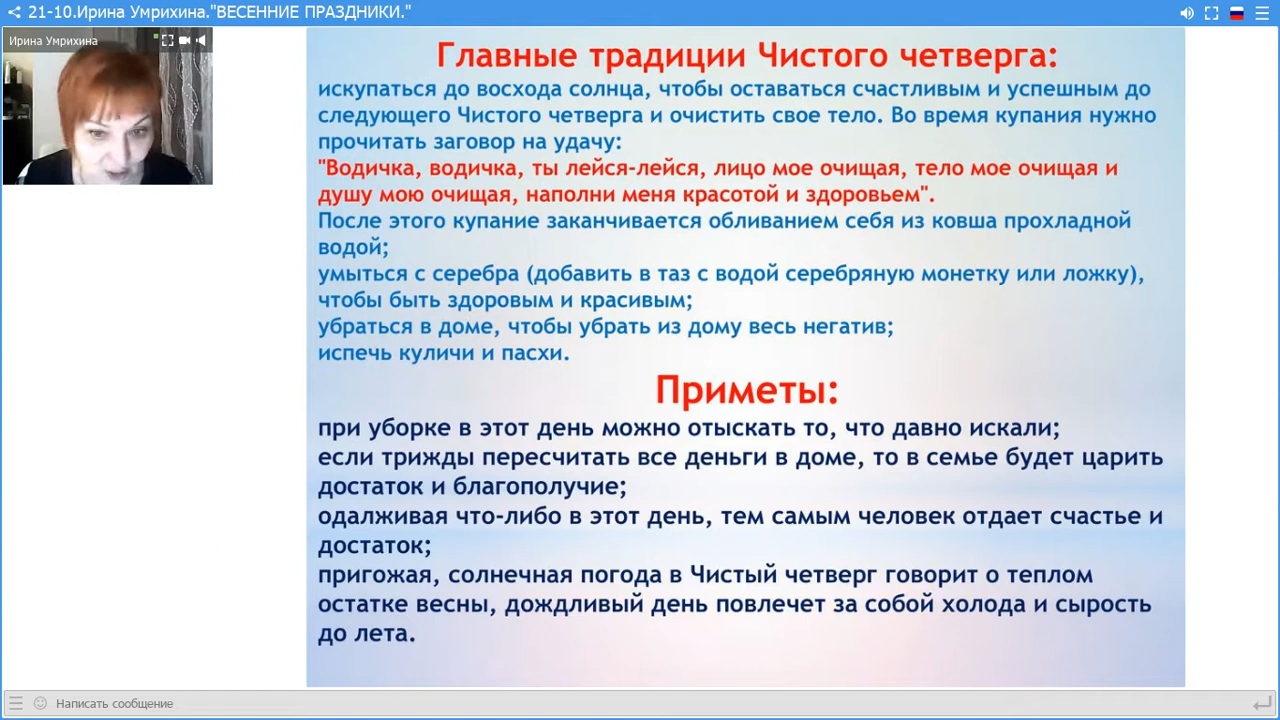 21-10.Ирина Умрихина."ВЕСЕННИЕ ПРАЗДНИКИ."
Ирина Умрихина
Главные традиции Чистого четверга:
искупаться до восхода солнца, чтобы оставаться счастливым и успешным до
следующего Чистого четверга и очистить свое тело. Во время купания нужно
прочитать заговор на удачу:
"Водичка, водичка, ты лейся-лейся, лицо мое очищая, тело мое очищая и
душу мою очищая, наполни меня красотой и здоровьем".
После этого купание заканчивается обливанием себя из ковша прохладной
водой;
умыться с серебра (добавить в таз с водой серебряную монетку или ложку),
чтобы быть здоровым и красивым;
убраться в доме, чтобы убрать из дому весь негатив;
испечь куличи и пасхи.
Приметы:
при уборке в этот день можно отыскать то, что давно искали;
если трижды пересчитать все деньги в доме, то в семье будет царить
достаток и благополучие;
одалживая что-либо в этот день, тем самым человек отдает счастье и
достаток;
пригожая, солнечная погода в Чистый четверг говорит о теплом
остатке весны, дождливый день повлечет за собой холода и сырость
до лета.
Написать сообщение